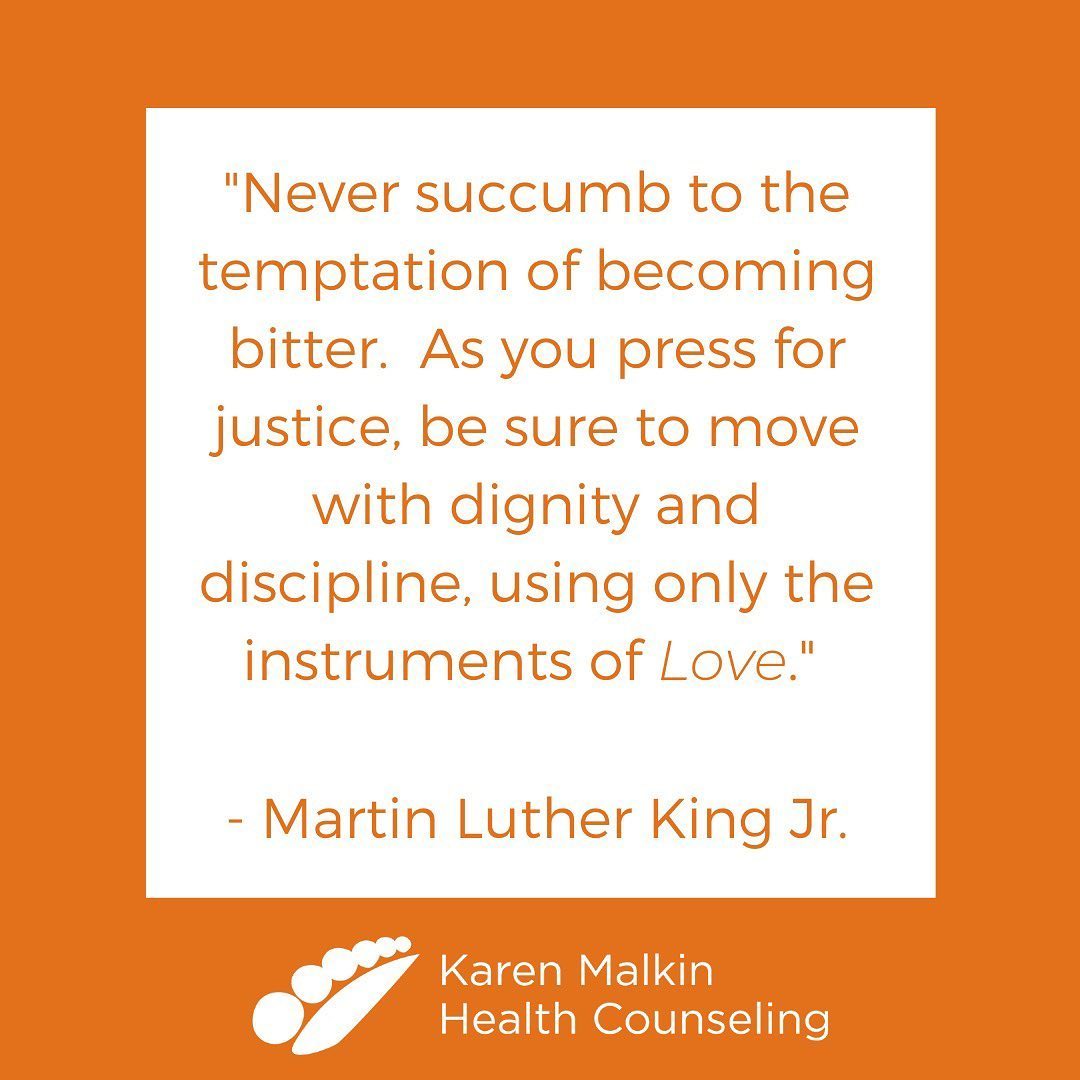 "Never succumb to the
temptation of becoming
bitter.  As you press for
justice, be sure to move
with dignity and
discipline, using only the
instruments of Love."
- Martin Luther King Jr.
Karen Malkin
Health Counseling